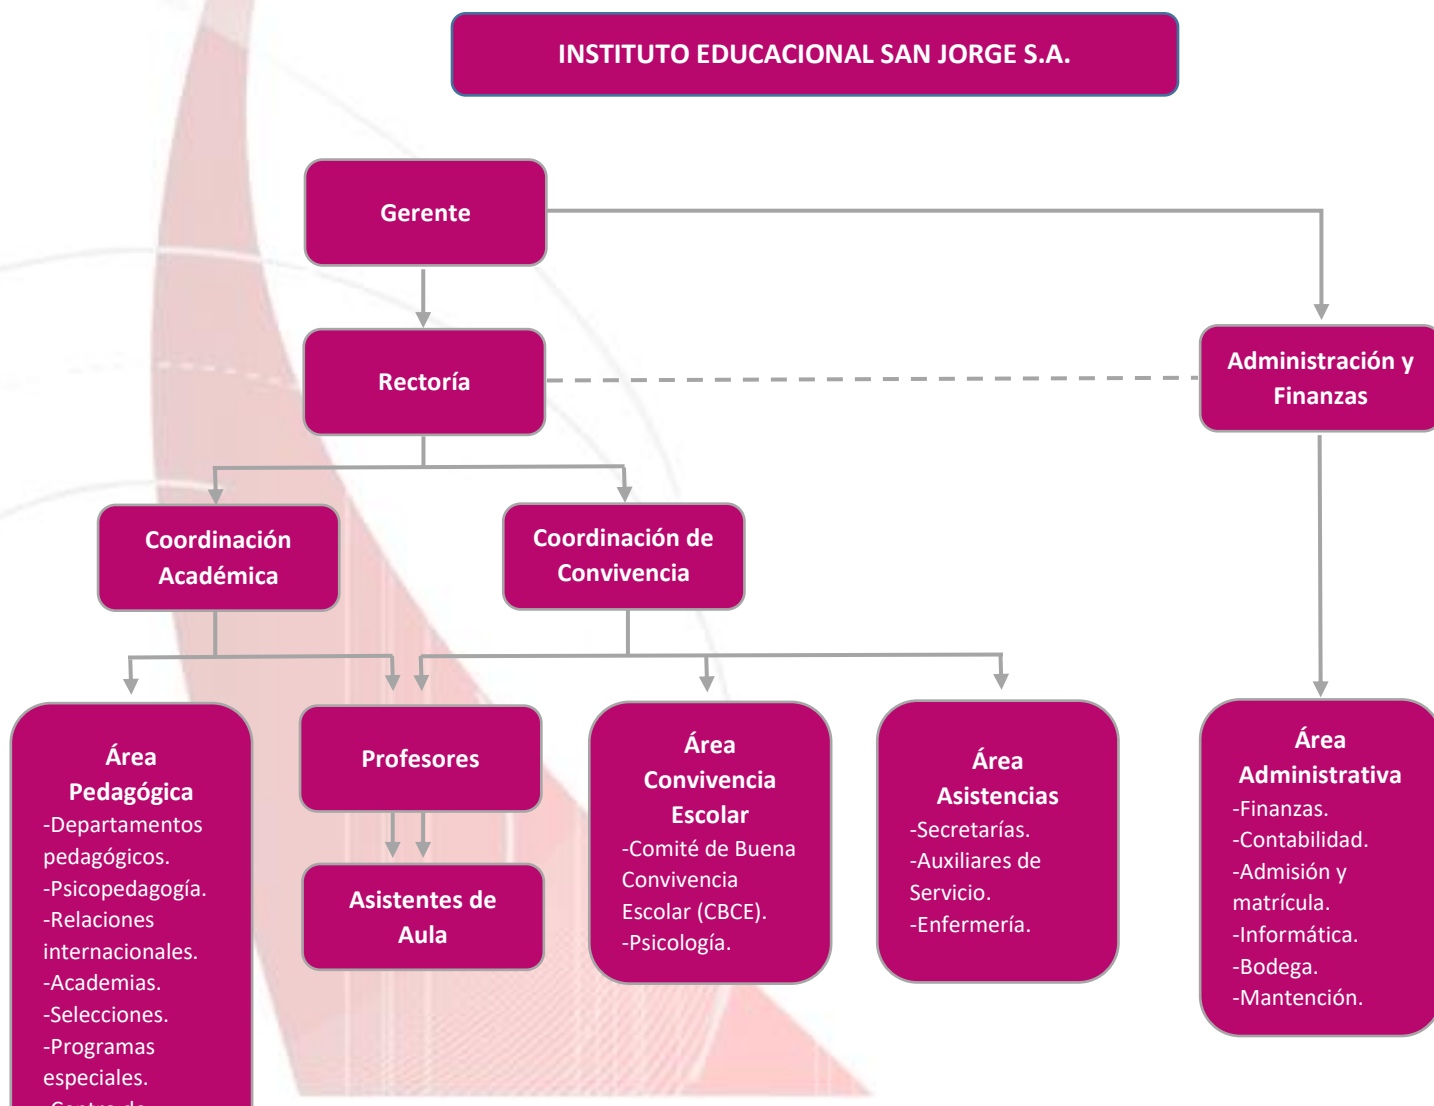 INSTITUTO EDUCACIONAL SAN JORGE S.A.
Gerente
Rectoría
Administración y
Finanzas
Coordinación
Académica
Coordinación de
Convivencia
Área
Pedagógica
-Departamentos
pedagógicos.
-Psicopedagogía.
-Relaciones
internacionales.
-Academias.
-Selecciones.
-Programas
especiales.
Profesores
Asistentes de
Aula
Área
Convivencia
Escolar
-Comité de Buena
Convivencia
Escolar (CBCE).
-Psicología.
Área
Asistencias
-Secretarías.
-Auxiliares de
Servicio.
-Enfermería.
Área
Administrativa
-Finanzas.
-Contabilidad.
-Admisión y
matrícula.
-Informática.
-Bodega.
-Mantención.